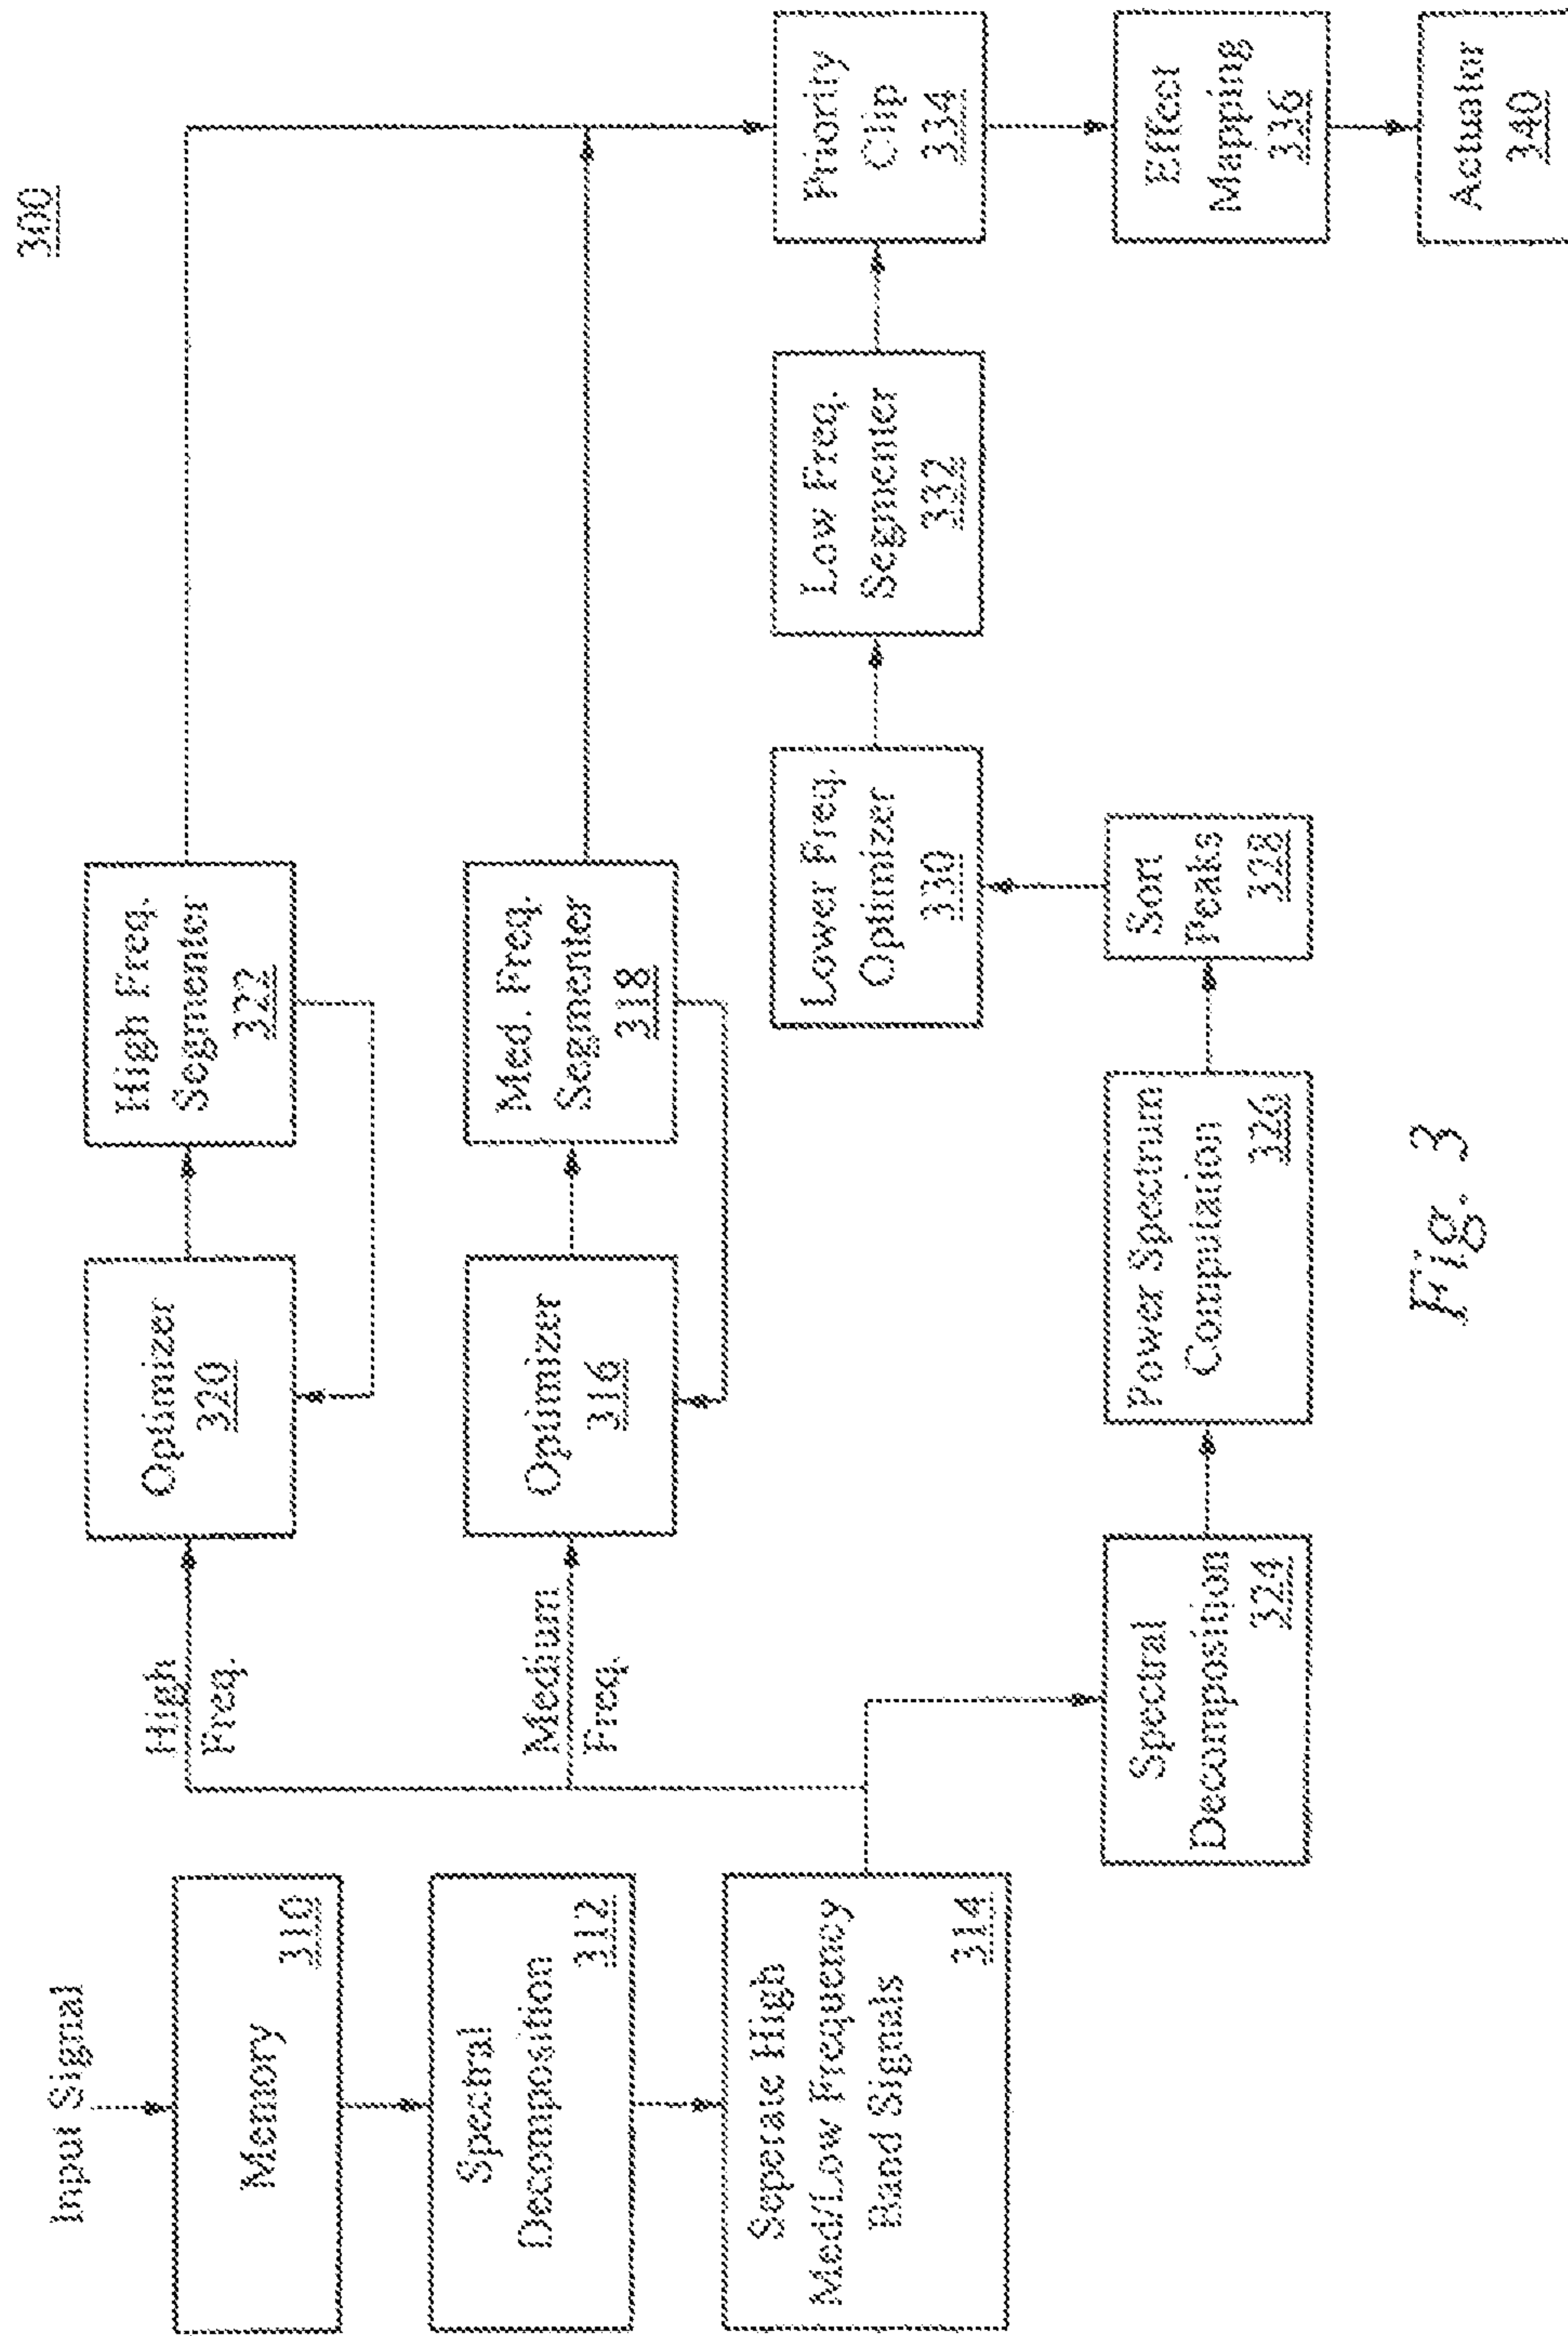 300
Input Signal
Memory
310
Spectral
Decomposition
312
Seperate High
Med/Low Frequency
Band Signals
314
High
Freq.
Optimizer
320
High Freq.
Segmenter
322
Medium
Freq.
Optimizer
316
Med. Freq.
Segmenter
318
Spectral
Decomposition
324
Power Spectrum
Computation
326
Sort
Peaks
328
Lower Freq.
Optimizer
330
Low Freq.
Segmenter
332
Priority
Clip
334
Effect
Mapping
336
Actuator
340
Fig. 3